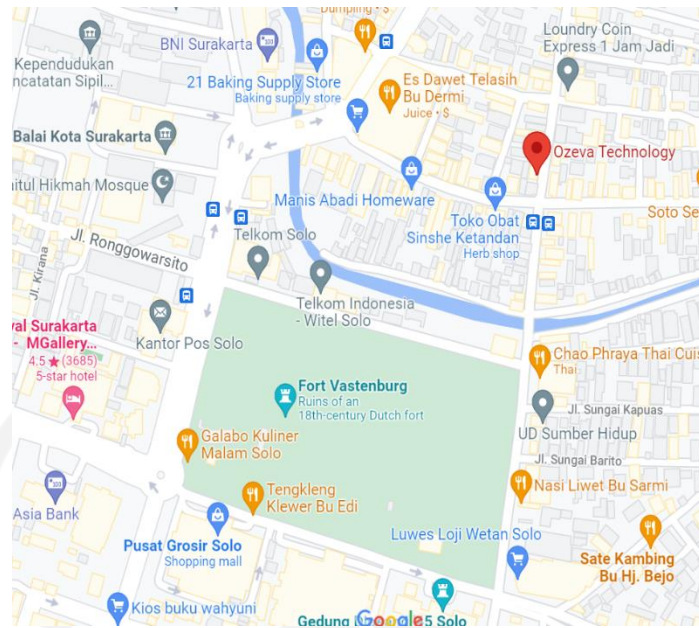 Dumpling · $
BNI Surakarta
Loundry Coin
Express 1 Jam Jadi
Kependudukan
ncatatan Sipil...
21 Baking Supply Store
Baking supply store
Es Dawet Telasih
Bu Dermi
Juice · $
Balai Kota Surakarta
Ozeva Technology
aitul Hikmah Mosque
Manis Abadi Homeware
Toko Obat
Sinshe Ketandan
Herb shop
Soto Se
Jl. Ronggowarsito
Telkom Solo
Jl. Kirana
Telkom Indonesia
- Witel Solo
Kantor Pos Solo
yal Surakarta
- MGallery...
4.5 ★ (3685)
5-star hotel
Chao Phraya Thai Cuis
Thai
Fort Vastenburg
Ruins of an
18th-century Dutch fort
Jl. Sungai Kapuas
UD Sumber Hidup
Galabo Kuliner
Malam Solo
Jl. Sungai Barito
Tengkleng
Klewer Bu Edi
Nasi Liwet Bu Sarmi
Asia Bank
Pusat Grosir Solo
Shopping mall
Luwes Loji Wetan Solo
Sate Kambing
Bu Hj. Bejo
Kios buku wahyuni
Gedung
Google
5 Solo